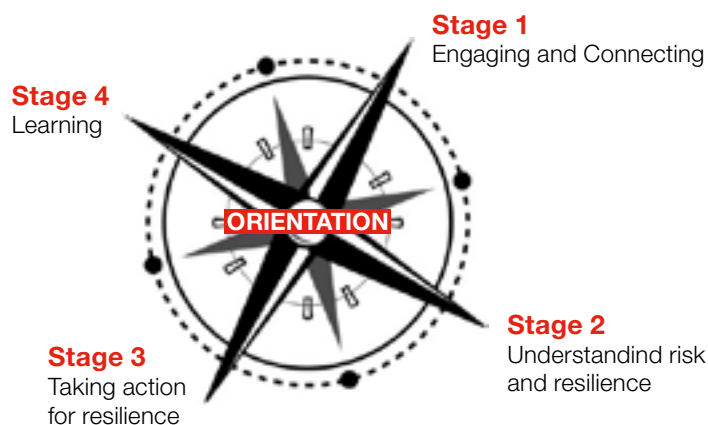 Stage 1
Engaging and Connecting
Stage 4
Learning
ORIENTATION
Stage 2
Understandind risk
and resilience
Stage 3
Taking action
for resilience